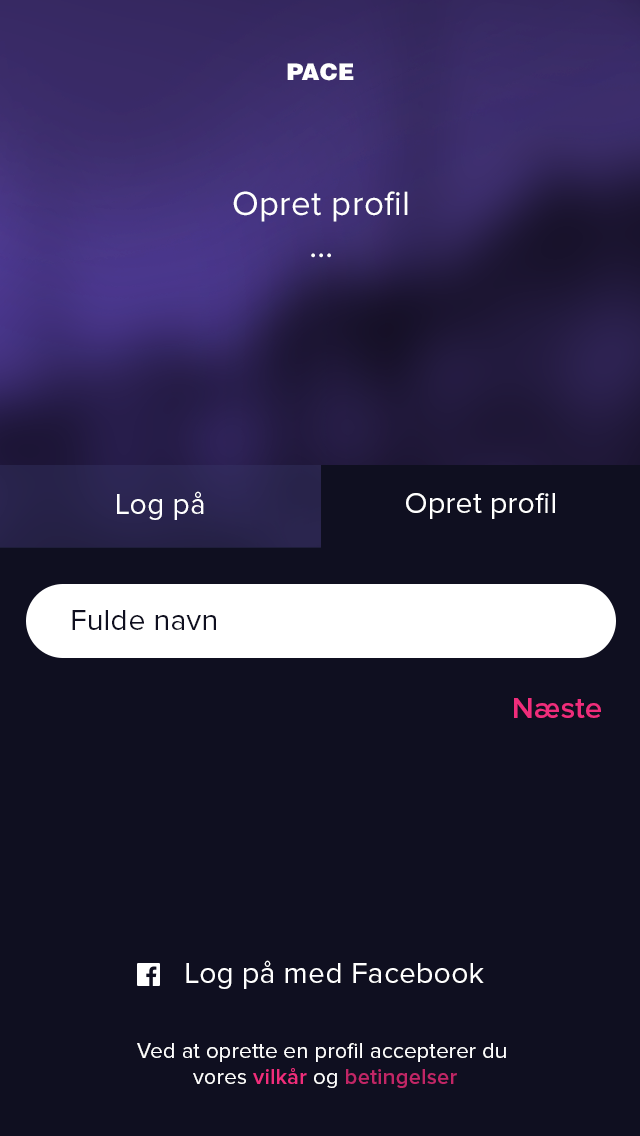 PACE
Opret profil
...
Log på
Opret profil
Fulde navn
Næste
Log på med Facebook
Ved at oprette en profil accepterer du
vores vilkår og betingelser